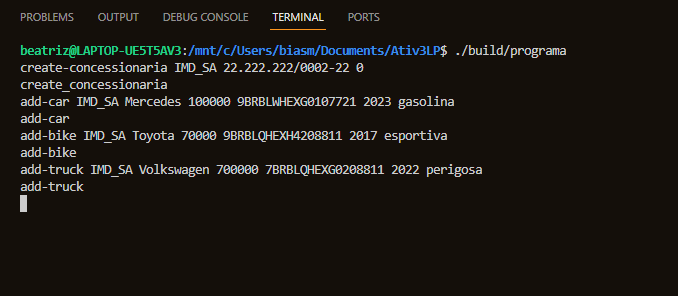 PROBLEMS OUTPUT DEBUG CONSOLE TERMINAL PORTS
beatriz@LAPTOP-UE5T5AV3:/mnt/c/Users/biasm/Documents/Ativ3LP$ ./build/programa
create-concessionaria IMD_SA 22.222.222/0002-22 0
create_concessionaria
add-car IMD_SA Mercedes 100000 9BRBLWHEXG0107721 2023 gasolina
add-car
add-bike IMD_SA Toyota 70000 9BRBLQHEXH4208811 2017 esportiva
add-bike
add-truck IMD_SA Volkswagen 700000 7BRBLQHEXG0208811 2022 perigosa
add-truck